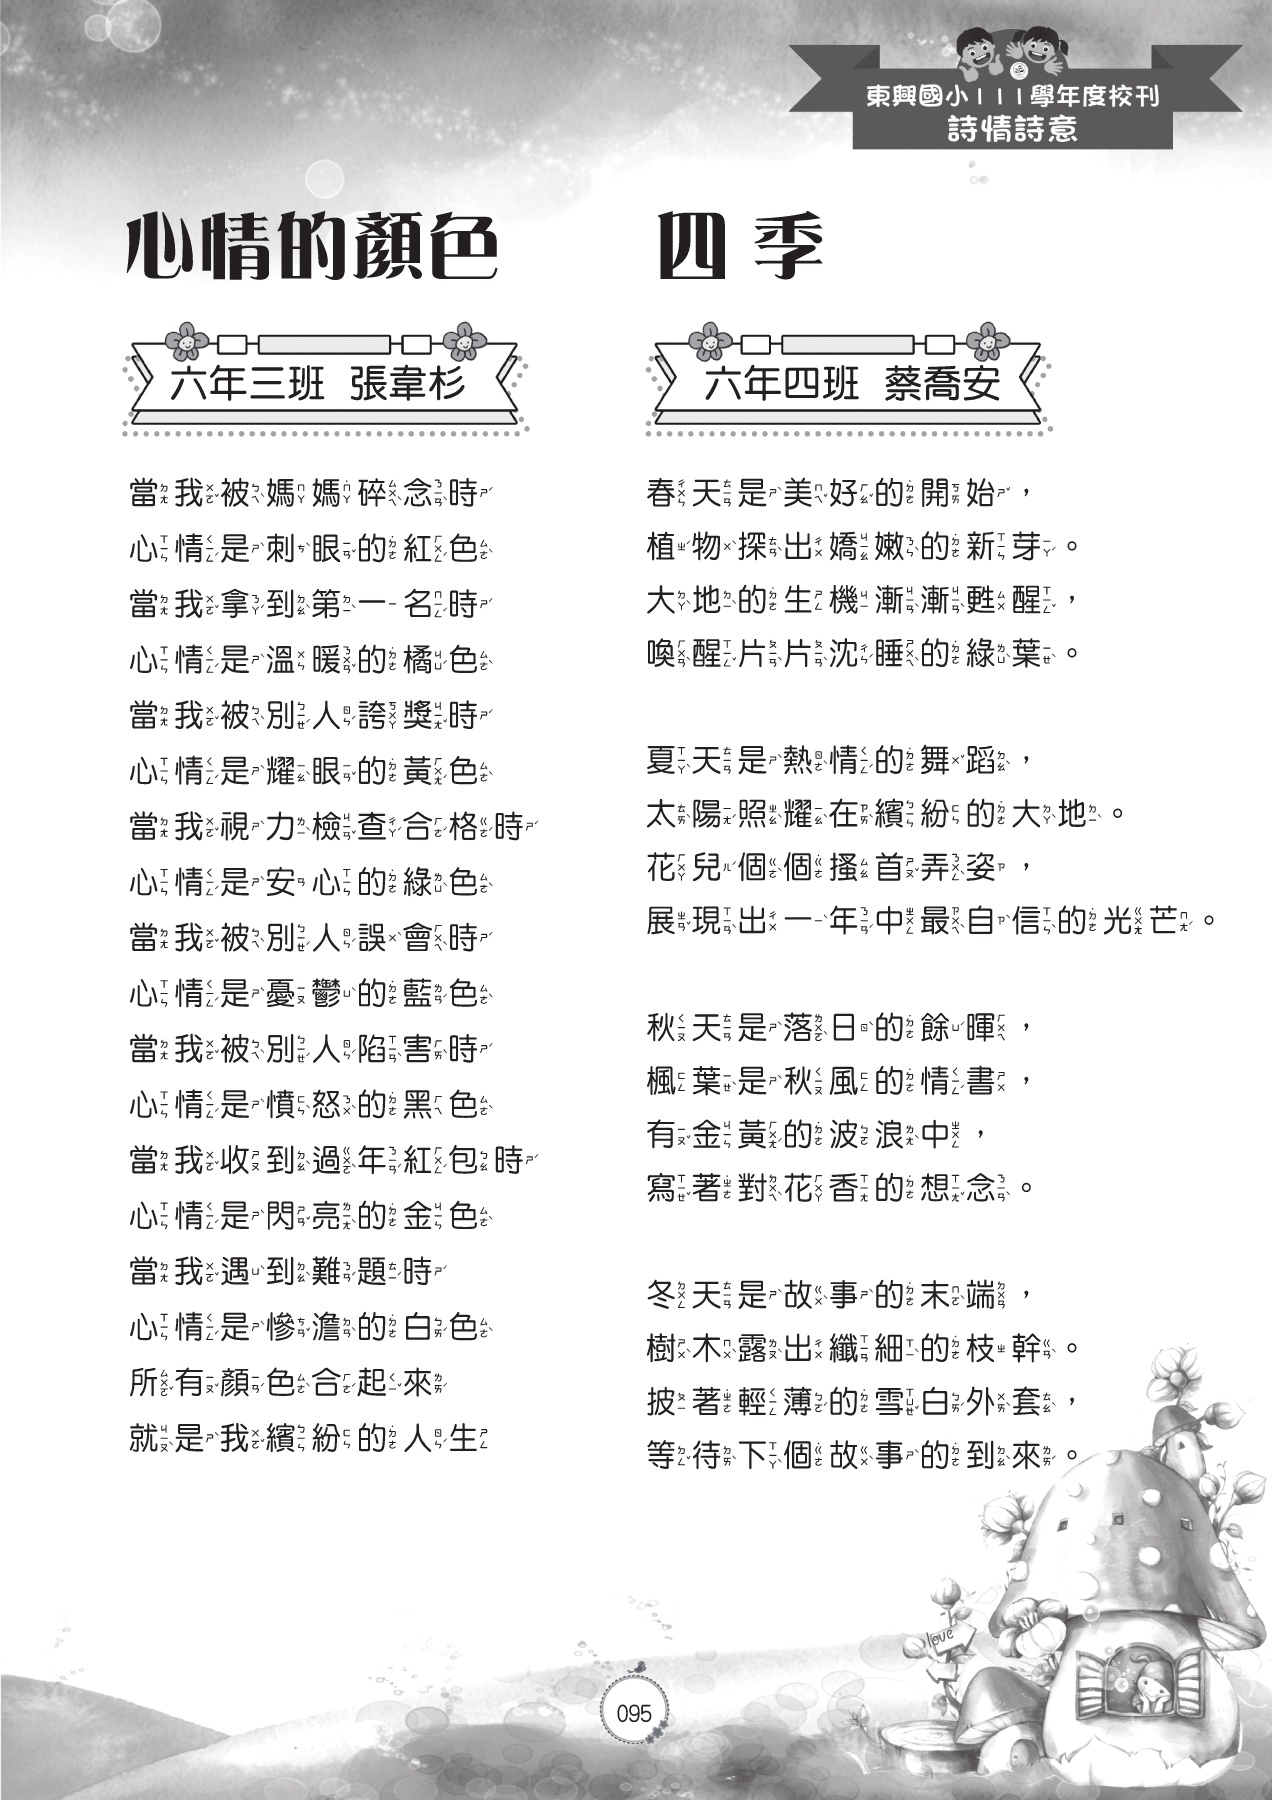 東興國小111學年度校刊
詩情詩意
心情的顏色
六年三班 張韋杉
當我被媽媽碎念時
心情是刺眼的紅色
當我拿到第一名時
心情是溫暖的橘色
當我被別人誇獎時
心情是耀眼的黃色
當我視力檢查合格時
心情是安心的綠色
當我被別人誤會時
心情是憂鬱的藍色
當我被別人陷害時
心情是憤怒的黑色
當我收到過年紅包時
心情是閃亮的金色
當我遇到難題時
心情是慘澹的白色
所有顏色合起來
就是我繽紛的人生
四季
六年四班 蔡喬安
春天是美好的開始，
植物探出嬌嫩的新芽。
大地的生機漸漸甦醒，
喚醒片片沈睡的綠葉。
夏天是熱情的舞蹈，
太陽照耀在繽紛的大地。
花兒個個搔首弄姿，
展現出一年中最自信的光芒。
秋天是落日的餘暉，
楓葉是秋風的情書，
有金黃的波浪中，
寫著對花香的想念。
冬天是故事的末端，
樹木露出纖細的枝幹。
披著輕薄的雪白外套，
等待下個故事的到來。
love
095